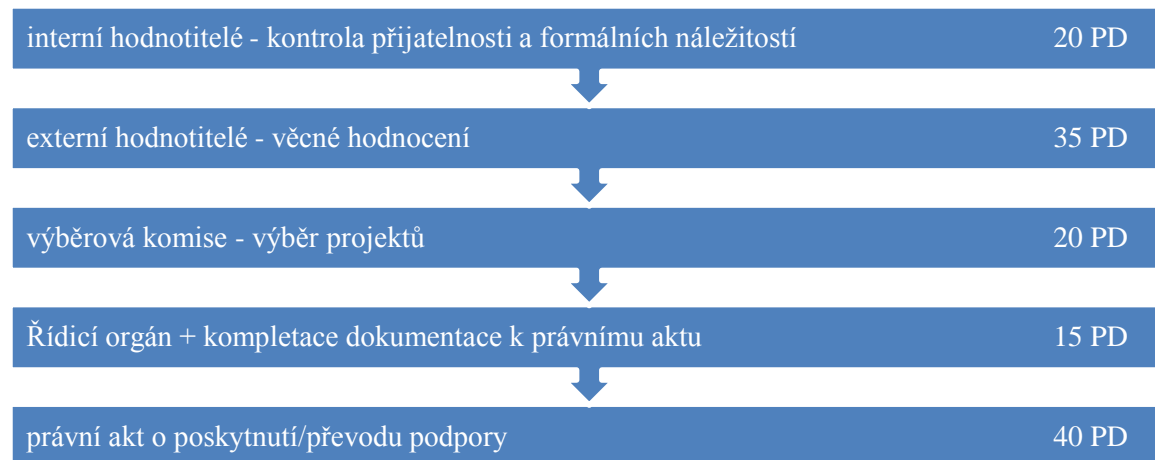 interní hodnotitelé - kontrola přijatelnosti a formálních náležitostí 20 PD
externí hodnotitelé - věcné hodnocení 35 PD
výběrová komise - výběr projektů 20 PD
Řídicí orgán + kompletace dokumentace k právnímu aktu 15 PD
právní akt o poskytnutí/převodu podpory 40 PD